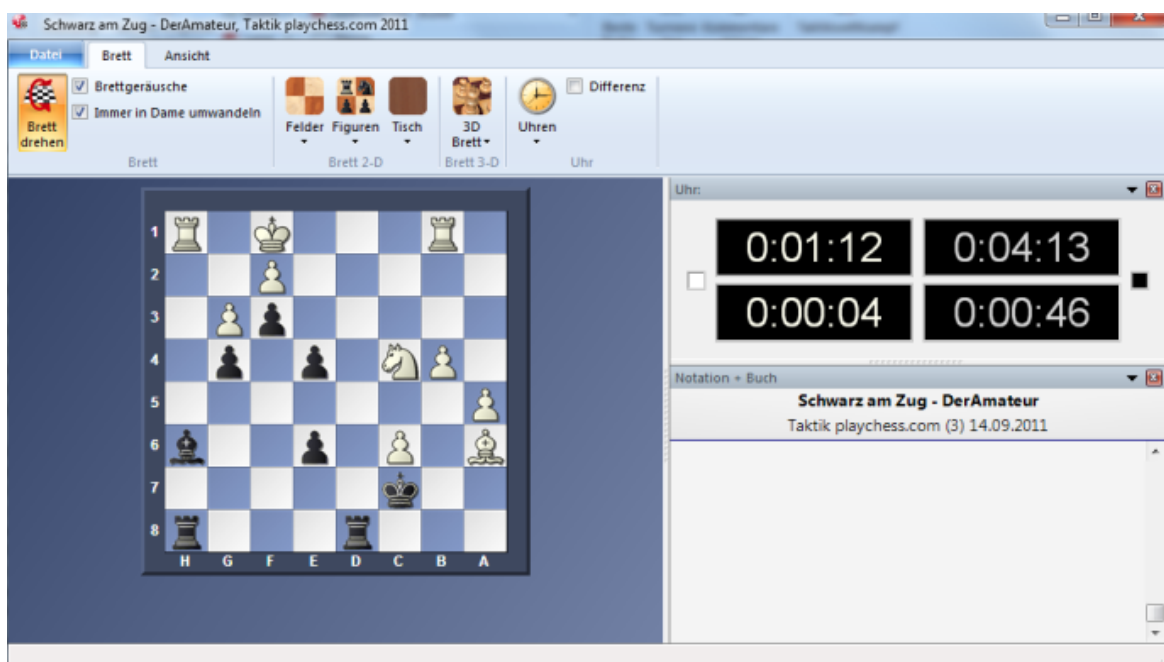 Schwarz am Zug - DerAmateur, Taktik playchess.com 2011
Datei Brett Ansicht
Brettgeräusche
Immer in Dame umwandeln
Brett drehen
Felder Figuren Tisch
3D Brett
Uhren
Differenz
Brett Brett 2-D Brett 3-D Uhr
Uhr:
0:01:12 0:04:13
0:00:04 0:00:46
Notation + Buch
Schwarz am Zug - DerAmateur
Taktik playchess.com (3) 14.09.2011
1
2
3
4
5
6
7
8
H G F E D C B A